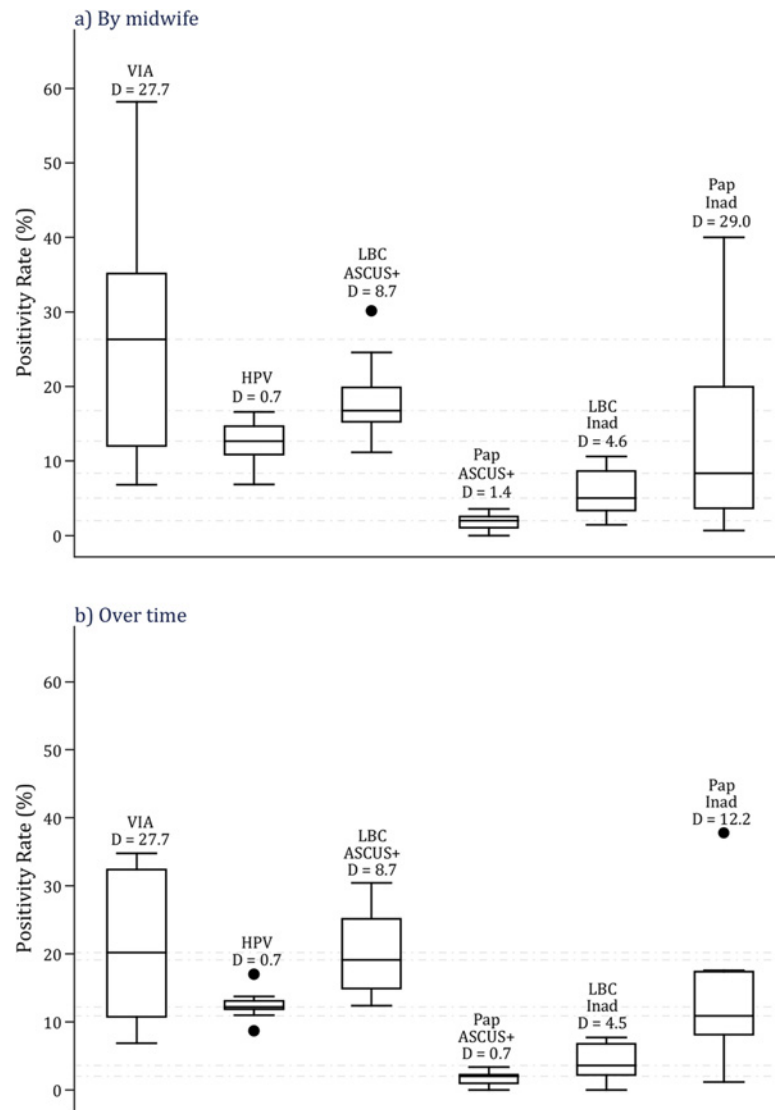 a) By midwife
VIA
D = 27.7
HPV
D = 0.7
LBC
ASCUS+
D = 8.7
Pap
ASCUS+
D = 1.4
LBC
Inad
D = 4.6
Pap
Inad
D = 29.0
Positivity Rate (%)
60
50
40
30
20
10
0
b) Over time
VIA
D = 27.7
HPV
D = 0.7
LBC
ASCUS+
D = 8.7
Pap
ASCUS+
D = 0.7
LBC
Inad
D = 4.5
Pap
Inad
D = 12.2
Positivity Rate (%)
60
50
40
30
20
10
0